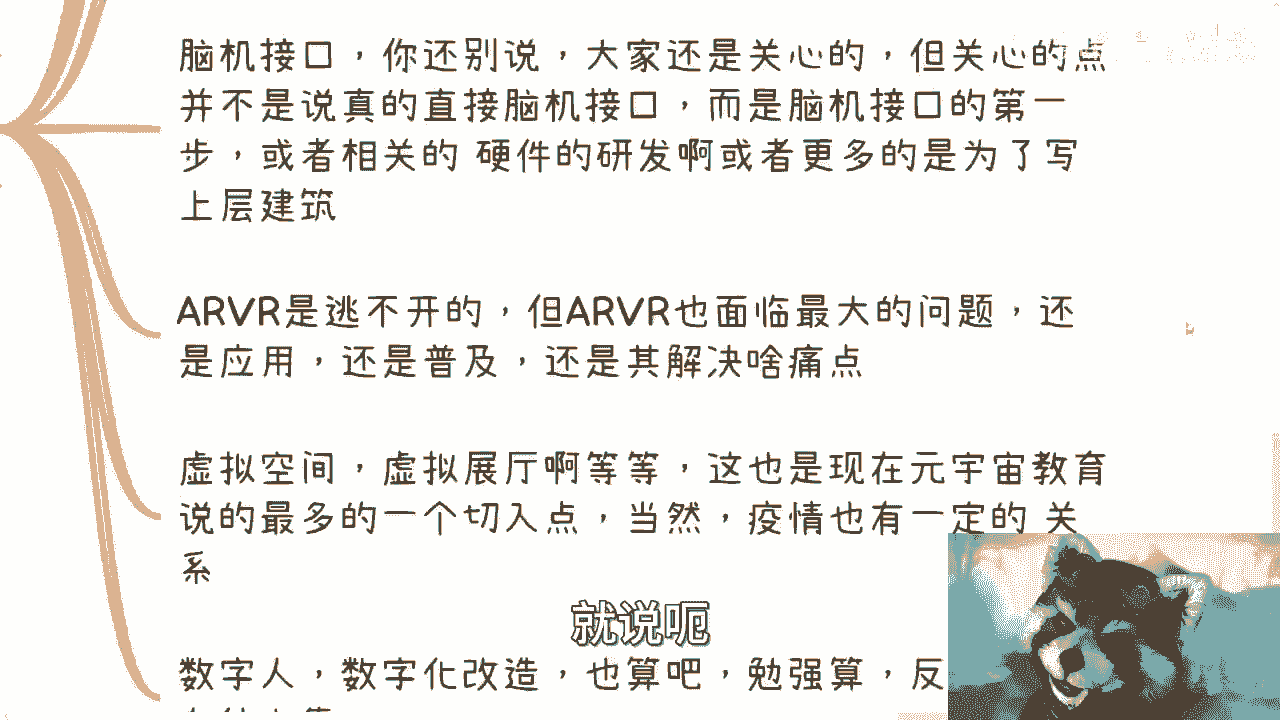 脑机接口，你还别说，大家还是关心的，但关心的点
并不是说真的直接脑机接口，而是脑机接口的第一
步，或者相关的 硬件的研发啊或者更多的是为了写
上层建筑
ARVR是逃不开的，但ARVR也面临最大的问题，还
是应用，还是普及，还是其解决啥痛点
虚拟空间，虚拟展厅啊等等，这也是现在元宇宙教育
说的最多的一个切入点，当然，疫情也有一定的 关
系
就说呃
数字人，数字化改造，也算吧，勉强算，反